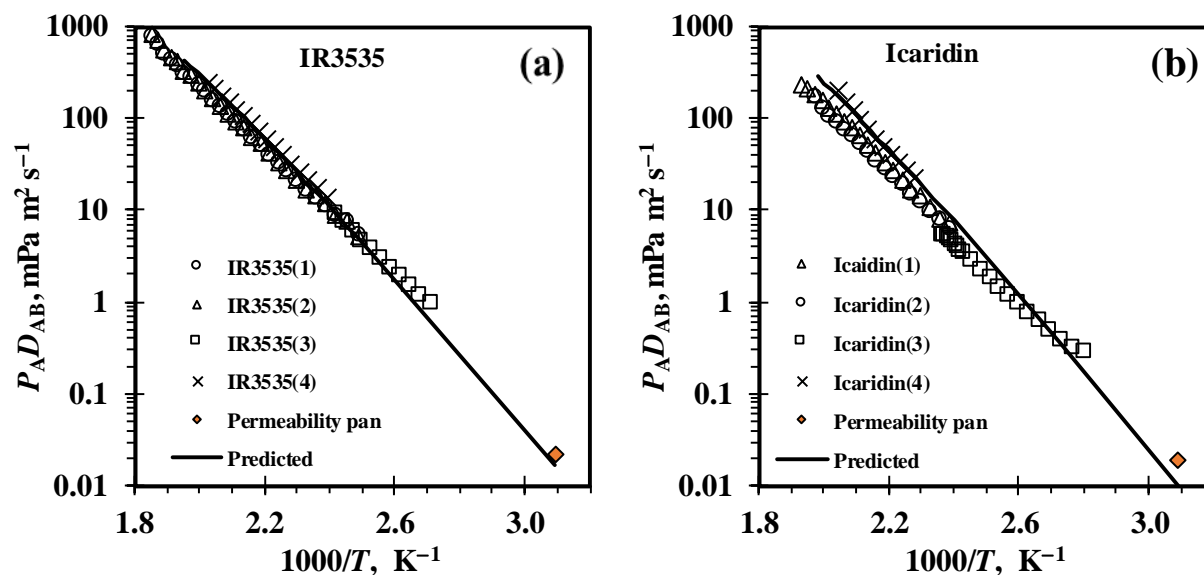 IR3535
(a)
1000
100
10
1
0.1
0.01
P_A D_AB, mPa m² s⁻¹
IR3535(1)
IR3535(2)
IR3535(3)
IR3535(4)
Permeability pan
Predicted
1.8 2.2 2.6 3.0
1000/T, K⁻¹
Icaridin
(b)
1000
100
10
1
0.1
0.01
P_A D_AB, mPa m² s⁻¹
Icaidin(1)
Icaridin(2)
Icaridin(3)
Icaridin(4)
Permeability pan
Predicted
1.8 2.2 2.6 3.0
1000/T, K⁻¹